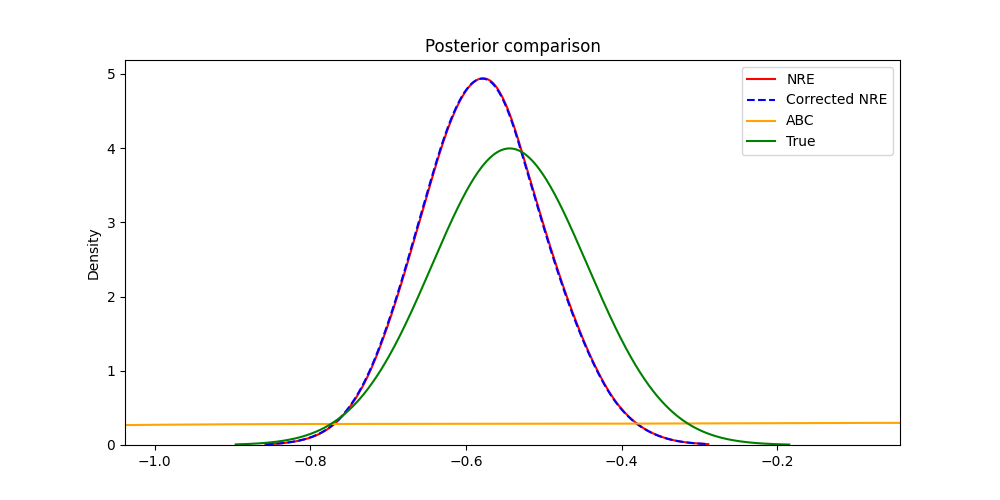 Posterior comparison
NRE
Corrected NRE
ABC
True
Density
5
4
3
2
1
0
−1.0 −0.8 −0.6 −0.4 −0.2